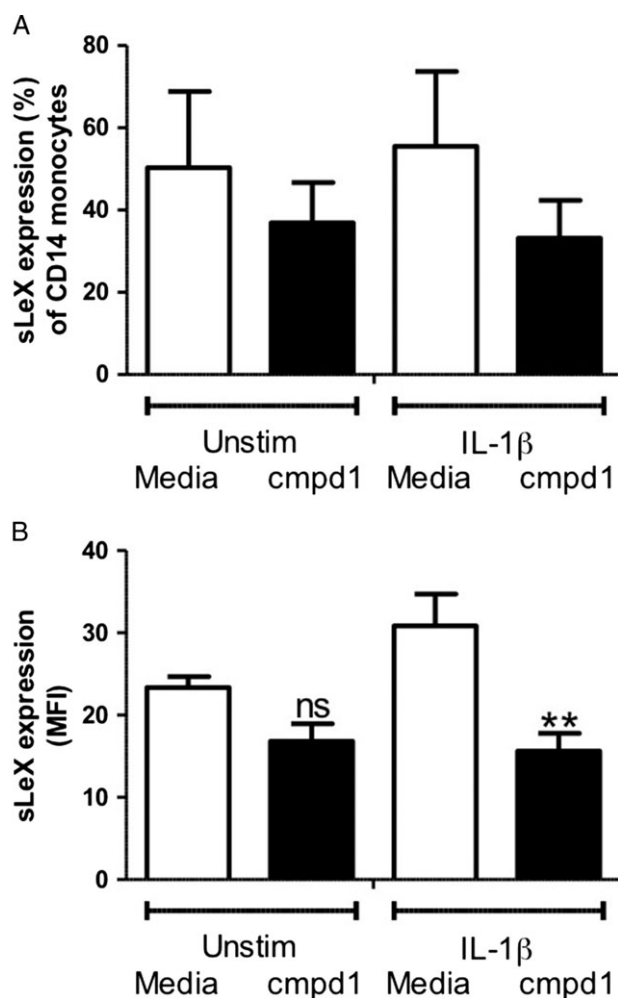 A
sLeX expression (%)
of CD14 monocytes
80
60
40
20
0
Unstim IL-1β
Media cmpd1 Media cmpd1
B
sLeX expression
(MFI)
40
30
20
10
0
ns
**
Unstim IL-1β
Media cmpd1 Media cmpd1